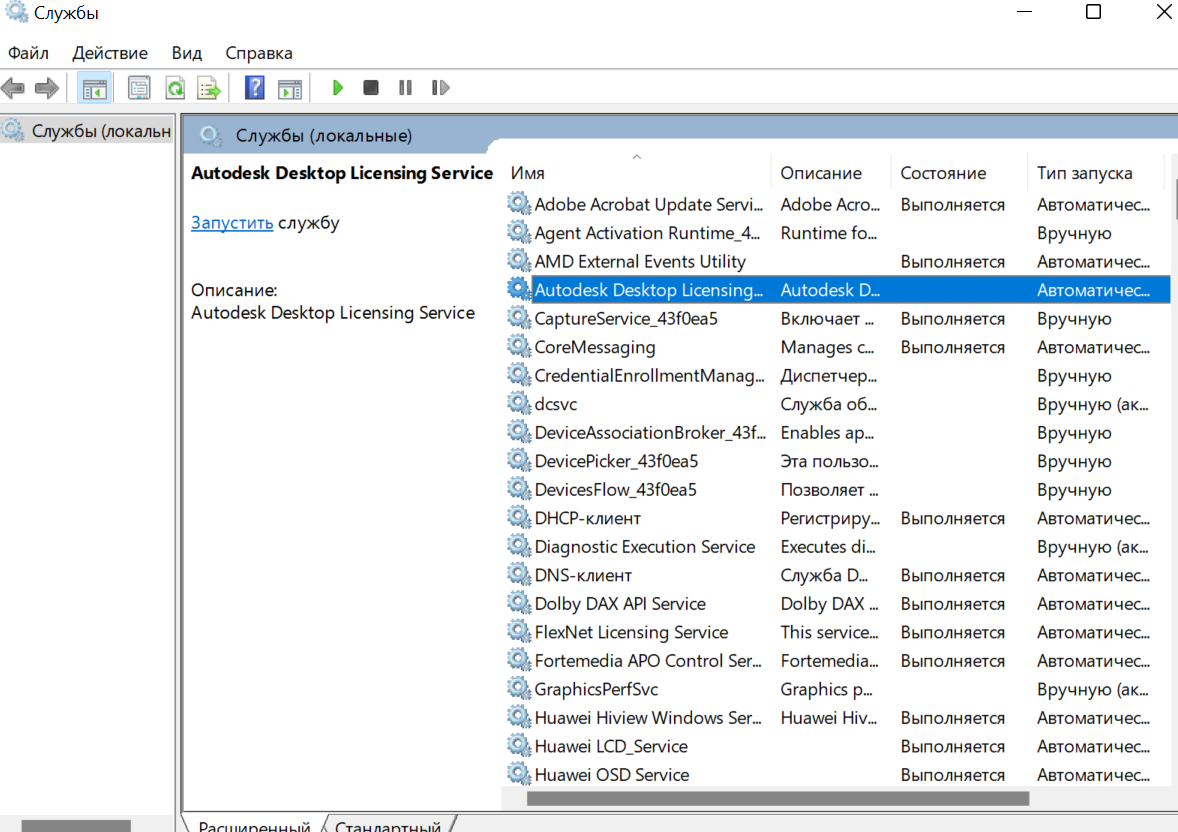 Службы
Файл Действие Вид Справка
Службы (локальн
Службы (локальные)
Autodesk Desktop Licensing Service
Запустить службу
Описание:
Autodesk Desktop Licensing Service
Имя Описание Состояние Тип запуска
Adobe Acrobat Update Servi... Adobe Acro... Выполняется Автоматичес...
Agent Activation Runtime_4... Runtime fo... Вручную
AMD External Events Utility Выполняется Автоматичес...
Autodesk Desktop Licensing... Autodesk D... Автоматичес...
CaptureService_43f0ea5 Включает ... Выполняется Вручную
CoreMessaging Manages c... Выполняется Автоматичес...
CredentialEnrollmentManag... Диспетчер... Вручную
dcsvc Служба об... Вручную (ак...
DeviceAssociationBroker_43f... Enables ap... Вручную
DevicePicker_43f0ea5 Эта пользо... Вручную
DevicesFlow_43f0ea5 Позволяет ... Вручную
DHCP-клиент Регистриру... Выполняется Автоматичес...
Diagnostic Execution Service Executes di... Вручную (ак...
DNS-клиент Служба D... Выполняется Автоматичес...
Dolby DAX API Service Dolby DAX ... Выполняется Автоматичес...
FlexNet Licensing Service This service... Выполняется Автоматичес...
Fortemedia APO Control Ser... Fortemedia... Выполняется Автоматичес...
GraphicsPerfSvc Graphics p... Вручную (ак...
Huawei Hiview Windows Ser... Huawei Hiv... Выполняется Автоматичес...
Huawei LCD_Service Выполняется Автоматичес...
Huawei OSD Service Выполняется Автоматичес...
Расширенный Стандартный